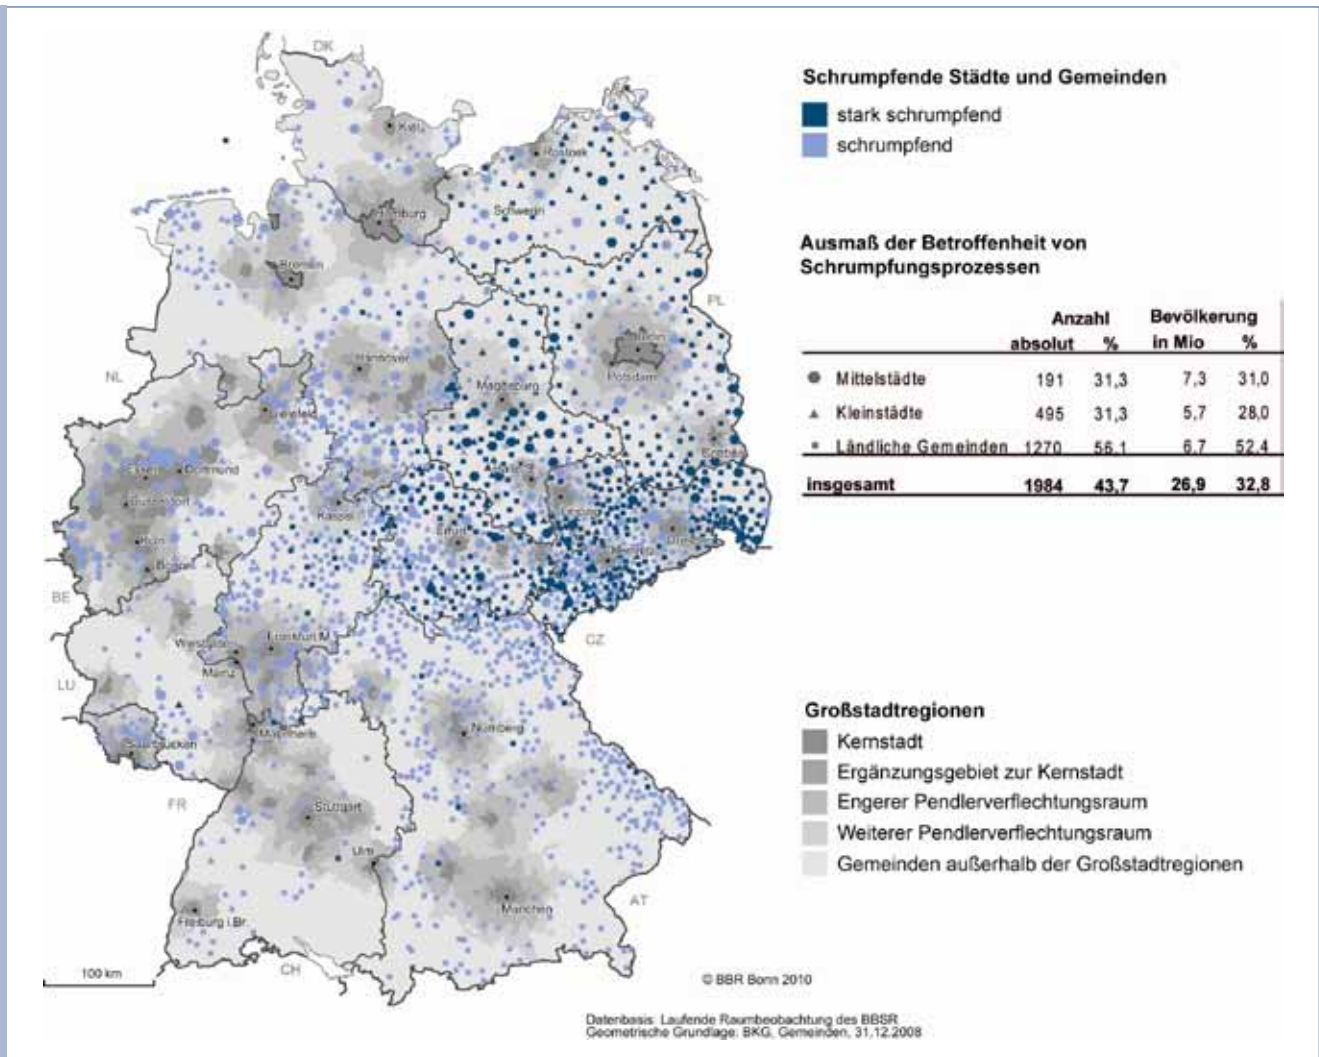 DK
Kiel
Rostock
Hamburg
Schwerin
Bremen
PL
Berlin
Hannover
Potsdam
NL
Magdeburg
Bielefeld
Cottbus
Essen
Dortmund
Düsseldorf
Kassel
Leipzig
Erfurt
Dresden
Köln
Bonn
BE
CZ
Wiesbaden
Frankfurt/M.
Mainz
LU
Mannheim
Nürnberg
Saarbrücken
FR
Stuttgart
Ulm
AT
München
Freiburg i.Br.
CH
100 km
Schrumpfende Städte und Gemeinden
stark schrumpfend
schrumpfend
Ausmaß der Betroffenheit von
Schrumpfungsprozessen
Anzahl Bevölkerung
absolut % in Mio %
Mittelstädte 191 31,3 7,3 31,0
Kleinstädte 495 31,3 5,7 28,0
Ländliche Gemeinden 1270 56,1 6,7 52,4
insgesamt 1984 43,7 26,9 32,8
Großstadtregionen
Kernstadt
Ergänzungsgebiet zur Kernstadt
Engerer Pendlerverflechtungsraum
Weiterer Pendlerverflechtungsraum
Gemeinden außerhalb der Großstadtregionen
© BBR Bonn 2010
Datenbasis: Laufende Raumbeobachtung des BBSR
Geometrische Grundlage: BKG, Gemeinden, 31.12.2008